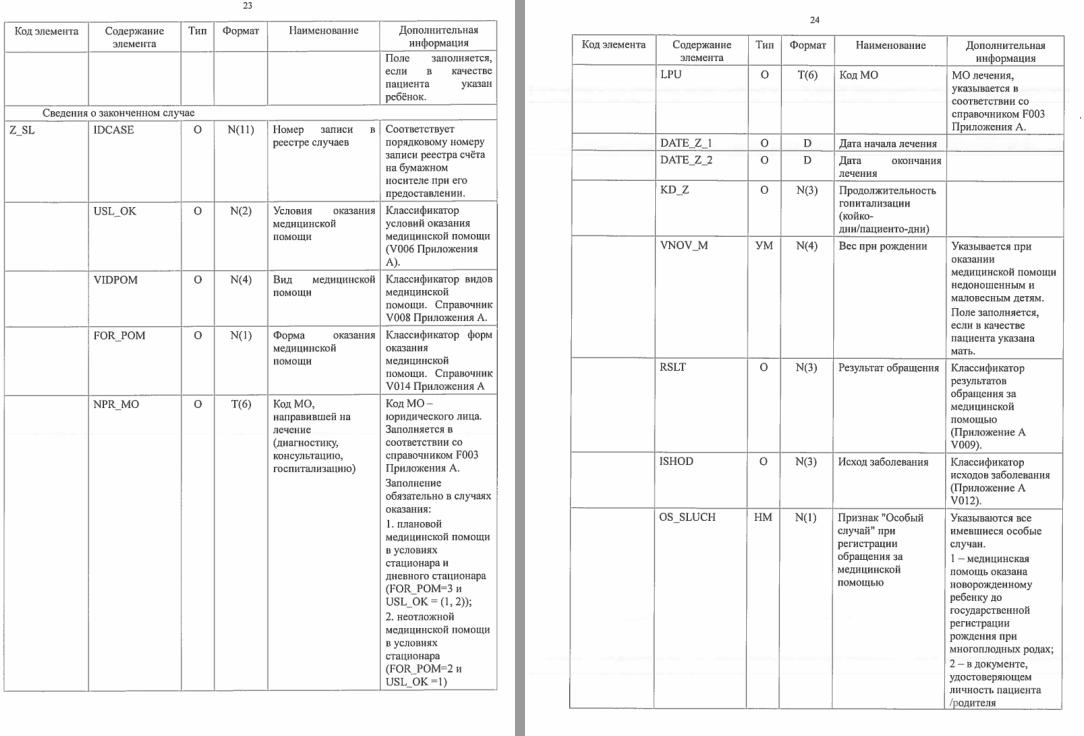 23
Код элемента Содержание элемента Тип Формат Наименование Дополнительная информация
Поле заполняется,
если в качестве
пациента указан
ребёнок.
Сведения о законченном случае
Z_SL IDCASE О N(11) Номер записи в реестре случаев
Соответствует
порядковому номеру
записи реестра счёта
на бумажном
носителе при его
предоставлении.
USL_OK О N(2) Условия оказания медицинской помощи
Классификатор
условий оказания
медицинской помощи
(V006 Приложения
А).
VIDPOM О N(4) Вид медицинской помощи
Классификатор видов
медицинской
помощи. Справочник
V008 Приложения А.
FOR_POM О N(1) Форма оказания медицинской помощи
Классификатор форм
оказания
медицинской
помощи. Справочник
V014 Приложения А
NPR_MO О Т(6) Код МО, направившей на лечение (диагностику, консультацию, госпитализацию)
Код МО –
юридического лица.
Заполняется в
соответствии со
справочником F003
Приложения А.
Заполнение
обязательно в случаях
оказания:
1. плановой
медицинской помощи
в условиях
стационара и
дневного стационара
(FOR_POM=3 и
USL_OK = (1, 2));
2. неотложной
медицинской помощи
в условиях
стационара
(FOR_POM=2 и
USL_OK =1)
24
Код элемента Содержание элемента Тип Формат Наименование Дополнительная информация
LPU О Т(6) Код МО
МО лечения,
указывается в
соответствии со
справочником F003
Приложения А.
DATE_Z_1 О D Дата начала лечения
DATE_Z_2 О D Дата окончания лечения
KD_Z О N(3) Продолжительность гопитализации (койко-дни/пациенто-дни)
VNOV_M УМ N(4) Вес при рождении
Указывается при
оказании
медицинской помощи
недоношенным и
маловесным детям.
Поле заполняется,
если в качестве
пациента указана
мать.
RSLT О N(3) Результат обращения
Классификатор
результатов
обращения за
медицинской
помощью
(Приложение А
V009).
ISHOD О N(3) Исход заболевания
Классификатор
исходов заболевания
(Приложение А
V012).
OS_SLUCH НМ N(1) Признак "Особый случай" при регистрации обращения за медицинской помощью
Указываются все
имевшиеся особые
случаи.
1 – медицинская
помощь оказана
новорожденному
ребенку до
государственной
регистрации
рождения при
многоплодных родах;
2 – в документе,
удостоверяющем
личность пациента
/родителя